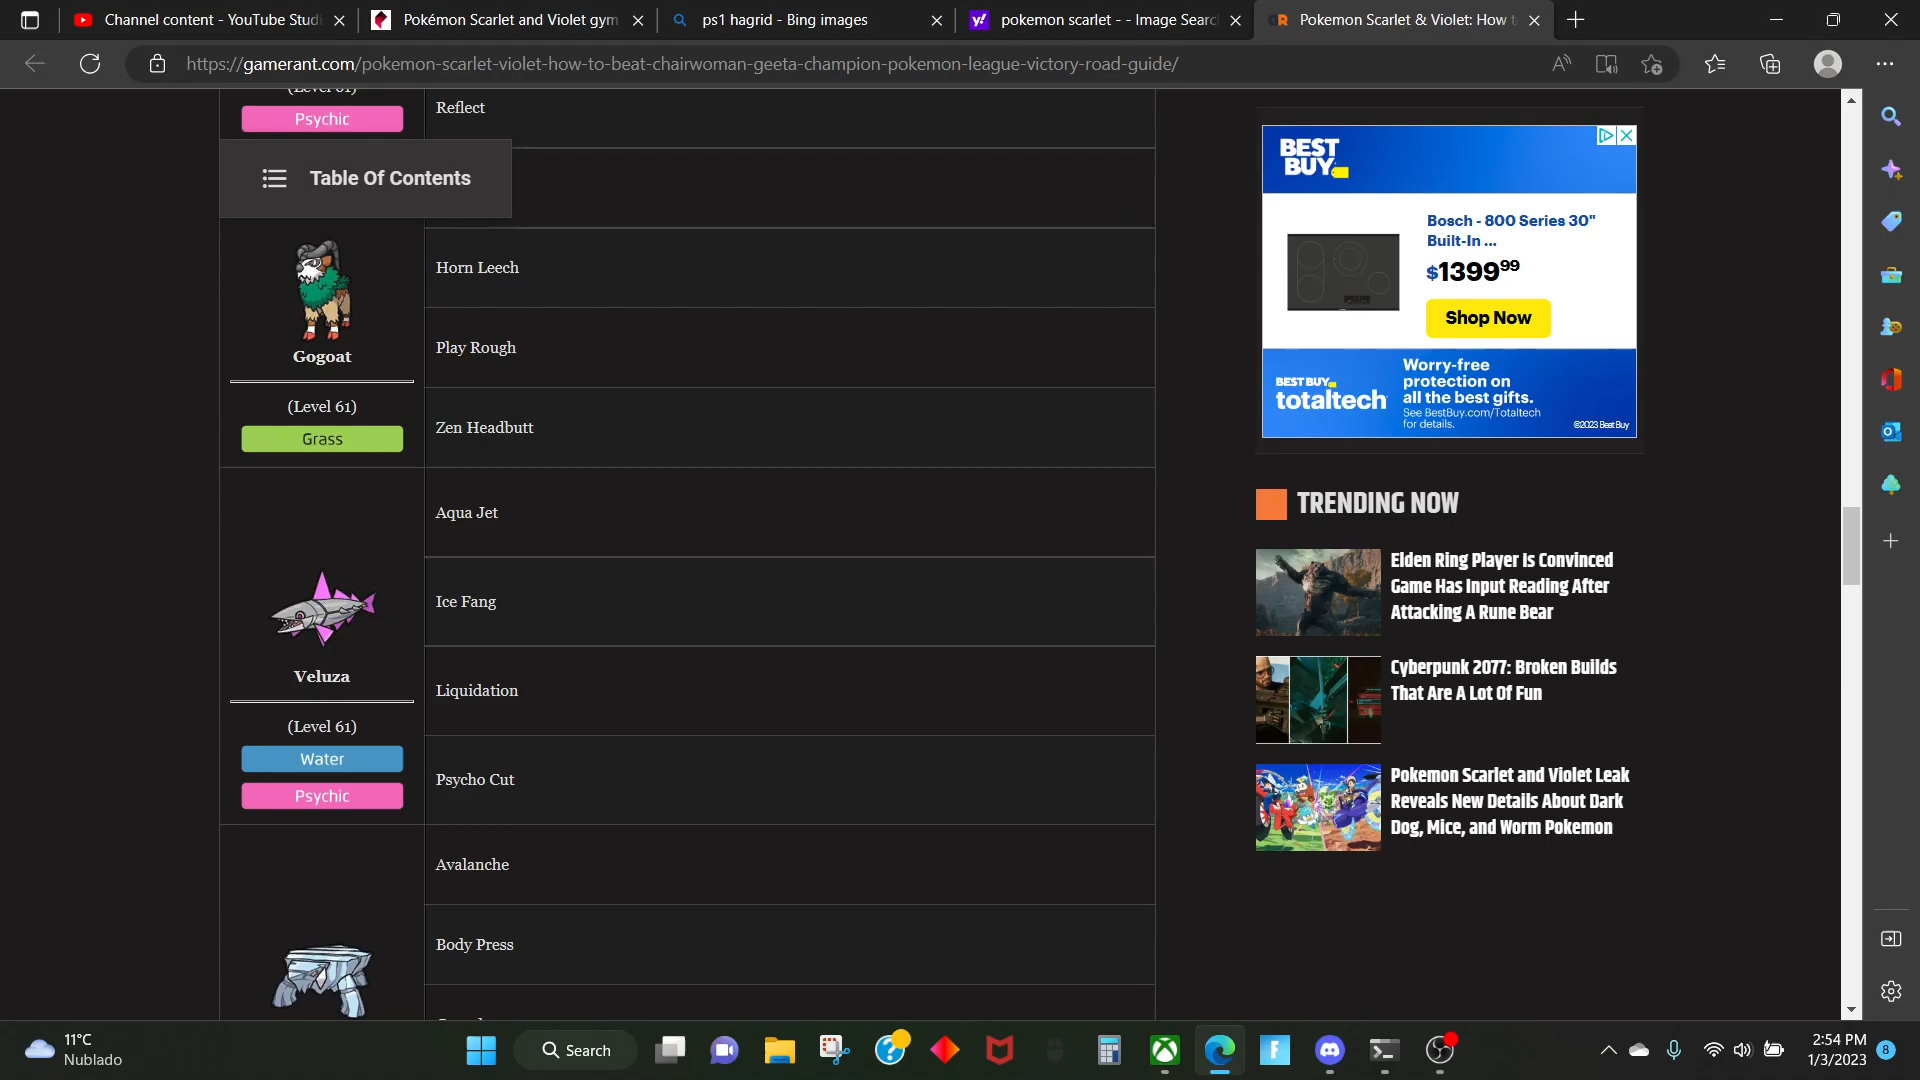 Channel content - YouTube Studi
Pokémon Scarlet and Violet gym
ps1 hagrid - Bing images
pokemon scarlet - - Image Searc
Pokemon Scarlet & Violet: How t
https://gamerant.com/pokemon-scarlet-violet-how-to-beat-chairwoman-geeta-champion-pokemon-league-victory-road-guide/
(Level 61)
Psychic
Reflect
Table Of Contents
Gogoat
(Level 61)
Grass
Horn Leech
Play Rough
Zen Headbutt
Veluza
(Level 61)
Water
Psychic
Aqua Jet
Ice Fang
Liquidation
Psycho Cut
Avalanche
Body Press
BEST
BUY
Bosch - 800 Series 30"
Built-In ...
$1399⁹⁹
Shop Now
BEST BUY
totaltech
Worry-free
protection on
all the best gifts.
See BestBuy.com/Totaltech
for details.
©2023 Best Buy
TRENDING NOW
Elden Ring Player Is Convinced
Game Has Input Reading After
Attacking A Rune Bear
Cyberpunk 2077: Broken Builds
That Are A Lot Of Fun
Pokemon Scarlet and Violet Leak
Reveals New Details About Dark
Dog, Mice, and Worm Pokemon
11°C
Nublado
Search
2:54 PM
1/3/2023
8